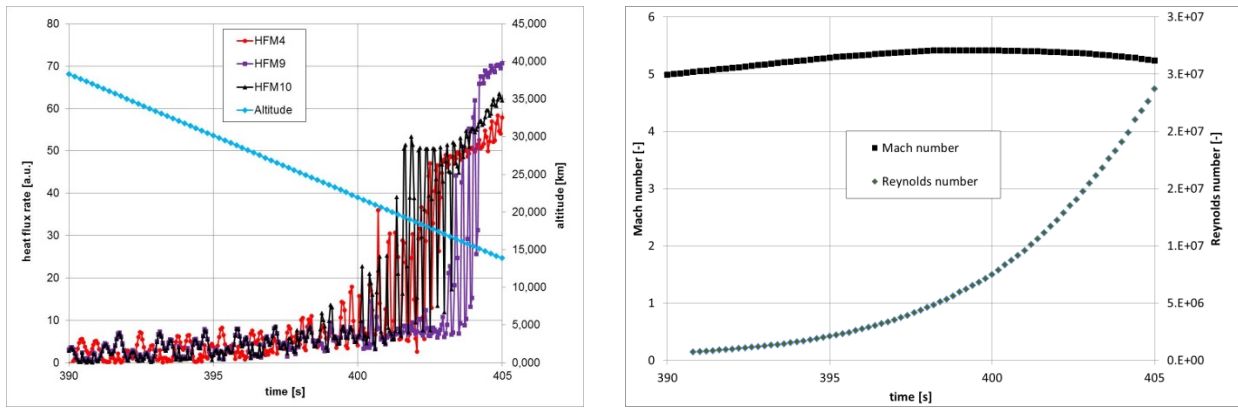 80
70
60
50
40
30
20
10
0
heat flux rate [a.u.]
HFM4
HFM9
HFM10
Altitude
45,000
40,000
35,000
30,000
25,000
20,000
15,000
10,000
5,000
0,000
altitude [km]
390 395 400 405
time [s]
6
5
4
3
2
1
0
Mach number [-]
Mach number
Reynolds number
3.E+07
3.E+07
2.E+07
2.E+07
1.E+07
5.E+06
0.E+00
Reynolds number [-]
390 395 400 405
time [s]